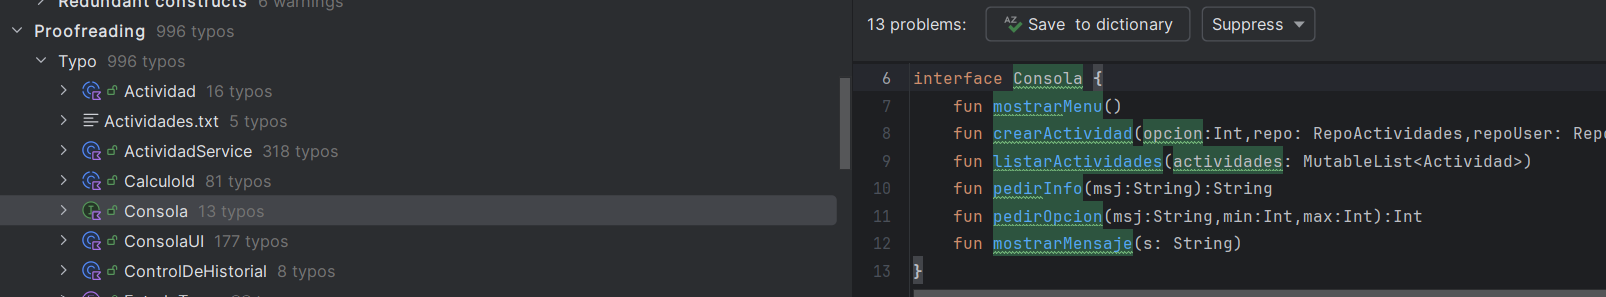 Redundant constructs 6 warnings
Proofreading 996 typos
Typo 996 typos
Actividad 16 typos
Actividades.txt 5 typos
ActividadService 318 typos
CalculoId 81 typos
Consola 13 typos
ConsolaUI 177 typos
ControlDeHistorial 8 typos
13 problems:
Save to dictionary
Suppress
6 interface Consola {
7 fun mostrarMenu()
8 fun crearActividad(opcion:Int,repo: RepoActividades,repoUser: Repo
9 fun listarActividades(actividades: MutableList<Actividad>)
10 fun pedirInfo(msj:String):String
11 fun pedirOpcion(msj:String,min:Int,max:Int):Int
12 fun mostrarMensaje(s: String)
13 }